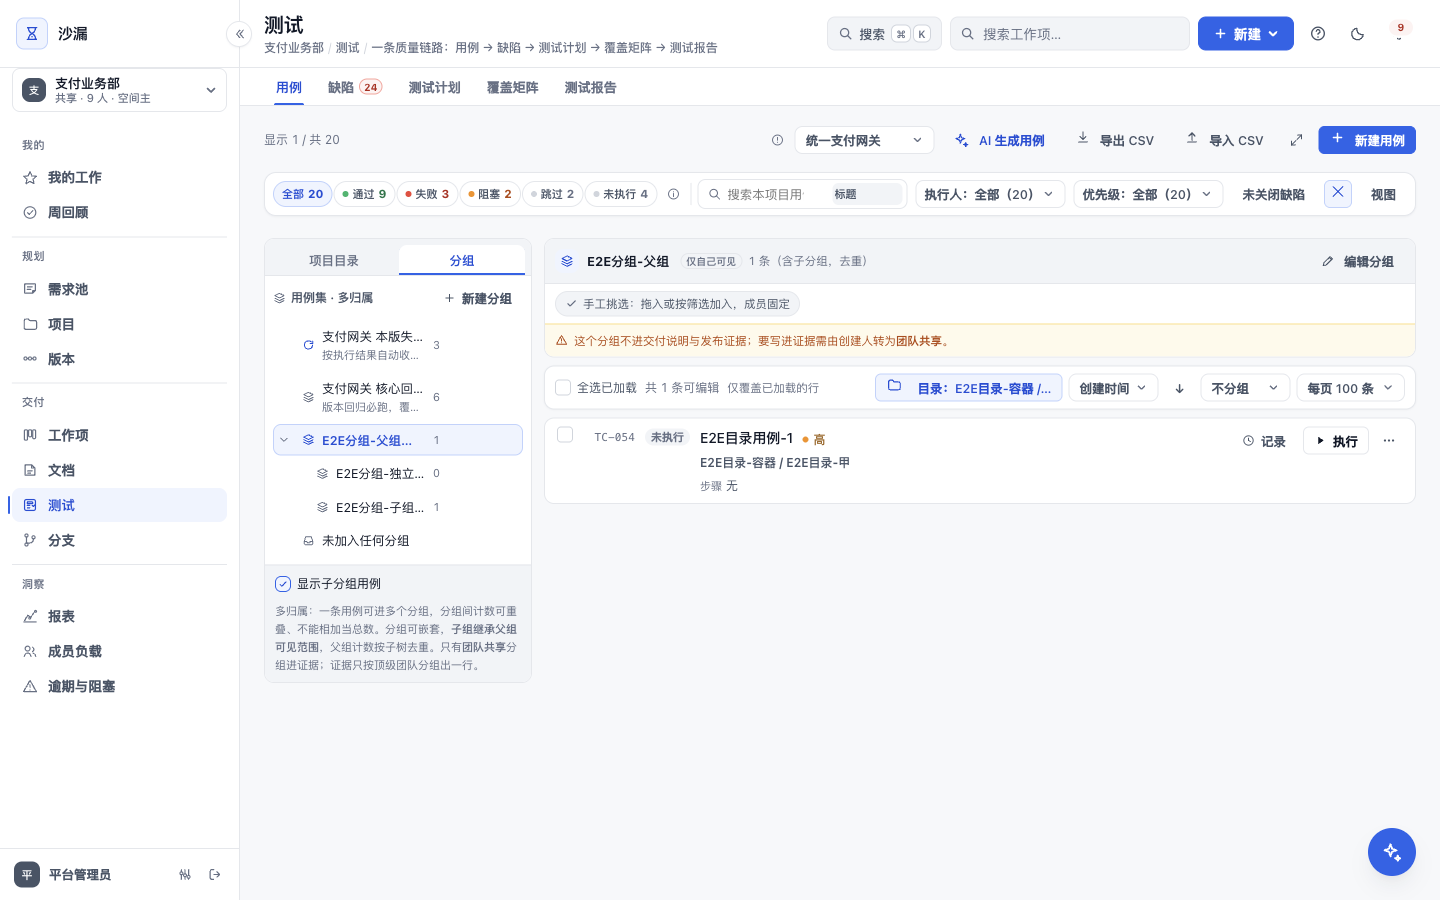 沙漏
支
支付业务部
共享 · 9 人 · 空间主
我的
我的工作
周回顾
规划
需求池
项目
版本
交付
工作项
文档
测试
分支
洞察
报表
成员负载
逾期与阻塞
平
平台管理员
测试
支付业务部 / 测试 / 一条质量链路：用例 → 缺陷 → 测试计划 → 覆盖矩阵 → 测试报告
搜索 ⌘ K
搜索工作项...
新建
9
用例
缺陷 24
测试计划
覆盖矩阵
测试报告
显示 1 / 共 20
统一支付网关
AI 生成用例
导出 CSV
导入 CSV
新建用例
全部 20
通过 9
失败 3
阻塞 2
跳过 2
未执行 4
搜索本项目用
标题
执行人：全部（20）
优先级：全部（20）
未关闭缺陷
视图
项目目录
分组
用例集 · 多归属
新建分组
支付网关 本版失... 3
按执行结果自动收...
支付网关 核心回... 6
版本回归必跑，覆...
E2E分组-父组... 1
E2E分组-独立... 0
E2E分组-子组... 1
未加入任何分组
显示子分组用例
多归属：一条用例可进多个分组，分组间计数可重
叠、不能相加当总数。分组可嵌套，子组继承父组
可见范围，父组计数按子树去重。只有团队共享分
组进证据；证据只按顶级团队分组出一行。
E2E分组-父组
仅自己可见
1 条（含子分组，去重）
编辑分组
手工挑选：拖入或按筛选加入，成员固定
这个分组不进交付说明与发布证据；要写进证据需由创建人转为团队共享。
全选已加载 共 1 条可编辑 仅覆盖已加载的行
目录：E2E目录-容器 /...
创建时间
不分组
每页 100 条
TC-054 未执行 E2E目录用例-1 高
E2E目录-容器 / E2E目录-甲
步骤 无
记录
执行